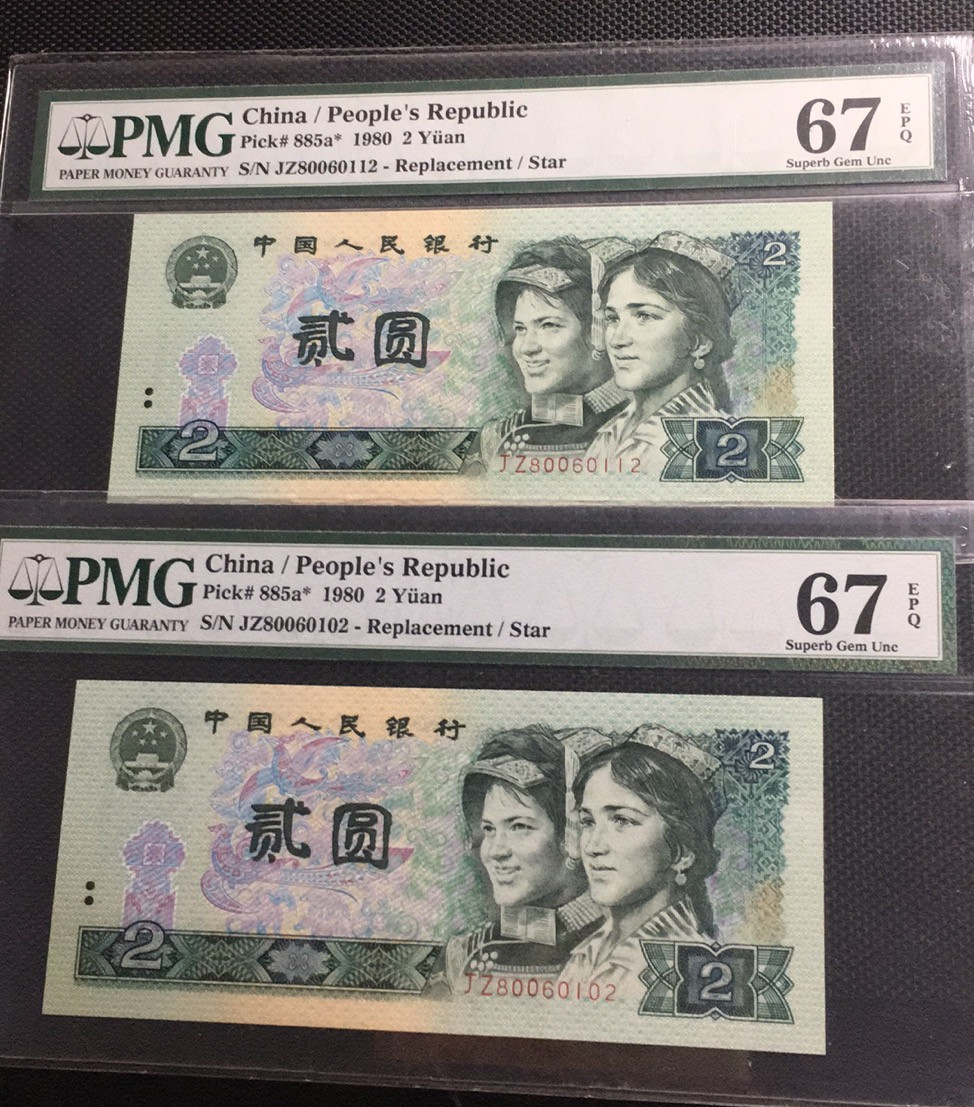 PMG
PAPER MONEY GUARANTY
China / People's Republic
Pick# 885a* 1980 2 Yüan
S/N JZ80060112 - Replacement / Star
67
EPQ
Superb Gem Unc
中国人民银行
2
贰圆
2
JZ80060112
2
PMG
PAPER MONEY GUARANTY
China / People's Republic
Pick# 885a* 1980 2 Yüan
S/N JZ80060102 - Replacement / Star
67
EPQ
Superb Gem Unc
中国人民银行
2
贰圆
2
JZ80060102
2